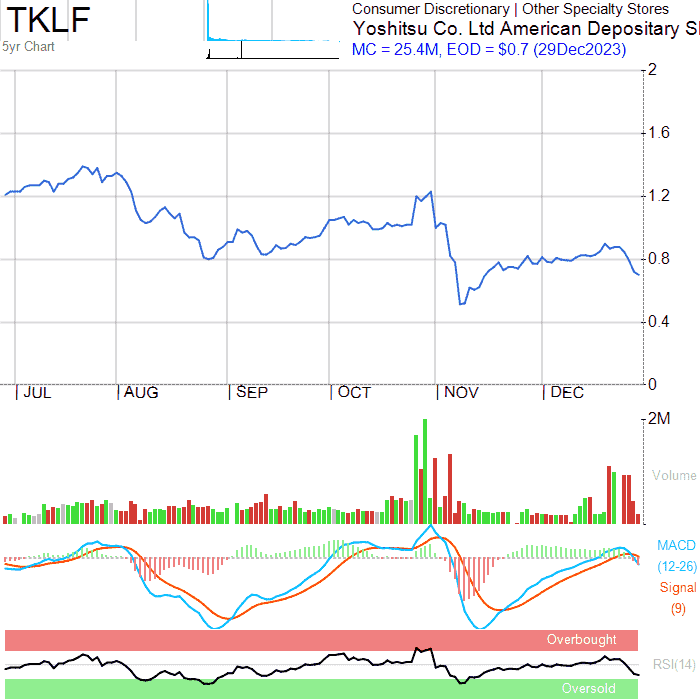 TKLF
5yr Chart
Consumer Discretionary | Other Specialty Stores
Yoshitsu Co. Ltd American Depositary S
MC = 25.4M, EOD = $0.7 (29Dec2023)
2
1.6
1.2
0.8
0.4
0
JUL AUG SEP OCT NOV DEC
2M
Volume
MACD
(12-26)
Signal
(9)
Overbought
RSI(14)
Oversold